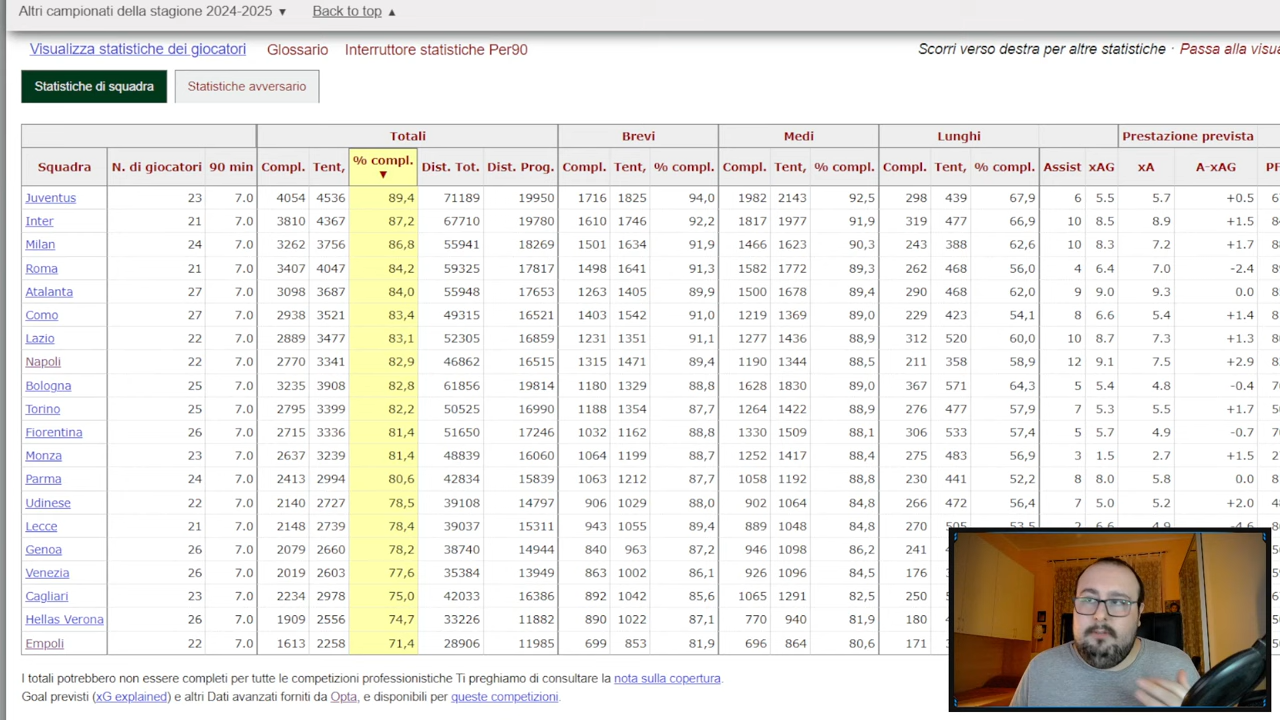 Altri campionati della stagione 2024-2025 ▼ Back to top ▲
Visualizza statistiche dei giocatori Glossario Interruttore statistiche Per90 Scorri verso destra per altre statistiche · Passa alla
Statistiche di squadra Statistiche avversario
Totali Brevi Medi Lunghi Prestazione prevista
Squadra N. di giocatori 90 min Compl. Tent, % compl. ▼ Dist. Tot. Dist. Prog. Compl. Tent, % compl. Compl. Tent, % compl. Compl. Tent, % compl. Assist xAG xA A-xAG
Juventus 23 7.0 4054 4536 89,4 71189 19950 1716 1825 94,0 1982 2143 92,5 298 439 67,9 6 5.5 5.7 +0.5
Inter 21 7.0 3810 4367 87,2 67710 19780 1610 1746 92,2 1817 1977 91,9 319 477 66,9 10 8.9 8.9 +1.5
Milan 24 7.0 3262 3756 86,8 55941 18269 1501 1634 91,9 1466 1623 90,3 243 388 62,6 10 8.3 7.2 +1.7
Roma 21 7.0 3407 4047 84,2 59325 17817 1498 1641 91,3 1582 1772 89,3 262 468 56,0 4 6.4 7.0 -2.4
Atalanta 27 7.0 3098 3687 84,0 55948 17653 1263 1405 89,9 1500 1678 89,4 290 468 62,0 9 9.0 9.3 0.0
Como 27 7.0 2938 3521 83,4 49315 16521 1403 1542 91,0 1219 1369 89,0 229 423 54,1 8 6.6 5.4 +1.4
Lazio 22 7.0 2889 3477 83,1 52305 16859 1231 1351 91,1 1277 1436 88,9 312 520 60,0 10 8.7 7.3 +1.3
Napoli 22 7.0 2770 3341 82,9 46862 16515 1315 1471 89,4 1190 1344 88,5 211 358 58,9 12 9.1 7.5 +2.9
Bologna 25 7.0 3235 3908 82,8 61856 19814 1180 1329 88,8 1628 1830 89,0 367 571 64,3 5 5.4 4.8 -0.4
Torino 25 7.0 2795 3399 82,2 50525 16990 1188 1354 87,7 1264 1422 88,9 276 477 57,9 7 5.3 5.5 +1.7
Fiorentina 26 7.0 2715 3336 81,4 51650 17246 1032 1162 88,8 1330 1509 88,1 306 533 57,4 5 5.7 4.9 -0.7
Monza 23 7.0 2637 3239 81,4 48839 16060 1064 1199 88,7 1252 1417 88,4 275 483 56,9 3 1.5 2.7 +1.5
Parma 24 7.0 2413 2994 80,6 42834 15839 1063 1212 87,7 1058 1192 88,8 230 441 52,2 8 8.0 5.8 0.0
Udinese 22 7.0 2140 2727 78,5 39108 14797 906 1029 88,0 902 1064 84,8 266 472 56,4 7 5.0 5.2 +2.0
Lecce 21 7.0 2148 2739 78,4 39037 15311 943 1055 89,4 889 1048 84,8 270 505 53,5 2 6.6 4.9 -4.6
Genoa 26 7.0 2079 2660 78,2 38740 14944 840 963 87,2 946 1098 86,2 241
Venezia 26 7.0 2019 2603 77,6 35384 13949 863 1002 86,1 926 1096 84,5 176
Cagliari 23 7.0 2234 2978 75,0 42033 16386 892 1042 85,6 1065 1291 82,5 250
Hellas Verona 26 7.0 1909 2556 74,7 33226 11882 890 1022 87,1 770 940 81,9 180
Empoli 22 7.0 1613 2258 71,4 28906 11985 699 853 81,9 696 864 80,6 171
I totali potrebbero non essere completi per tutte le competizioni professionistiche Ti preghiamo di consultare la nota sulla copertura.
Goal previsti (xG explained) e altri Dati avanzati forniti da Opta, e disponibili per queste competizioni.